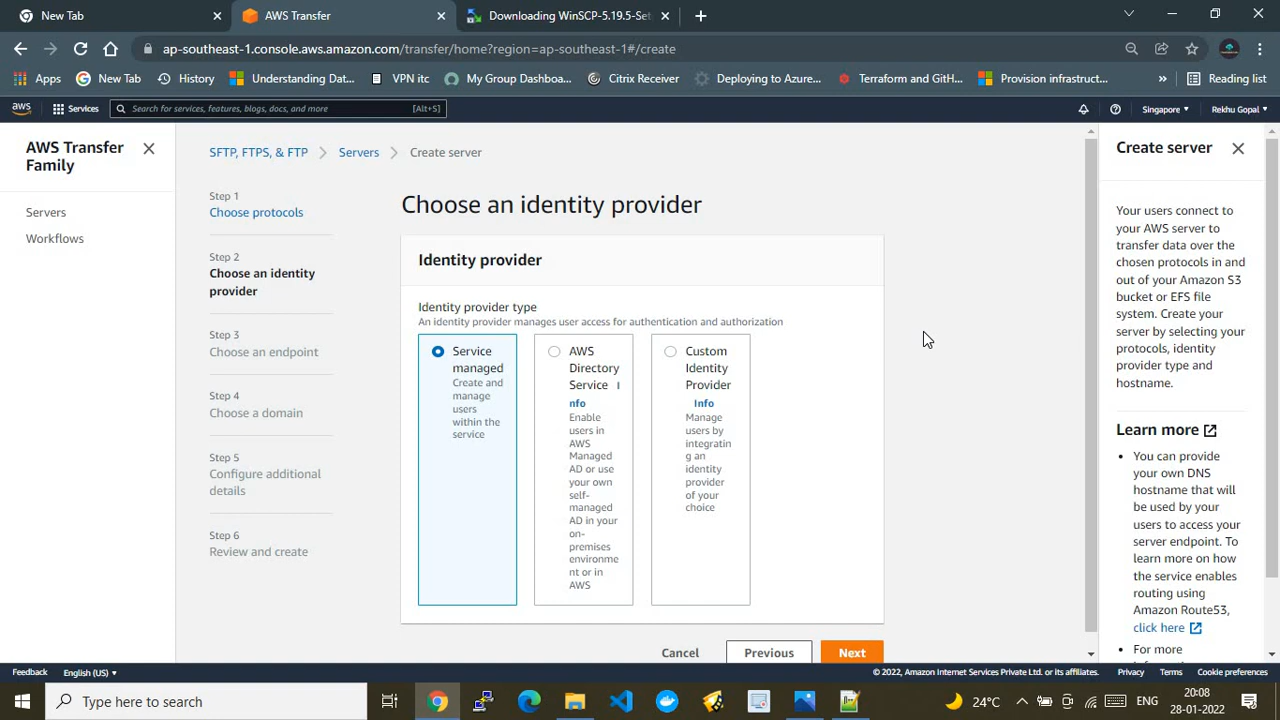 New Tab
AWS Transfer
Downloading WinSCP-5.19.5-Set
ap-southeast-1.console.aws.amazon.com/transfer/home?region=ap-southeast-1#/create
Apps
New Tab
History
Understanding Dat...
VPN itc
My Group Dashboa...
Citrix Receiver
Deploying to Azure...
Terraform and GitH...
Provision infrastruct...
»
Reading list
aws
Services
Search for services, features, blogs, docs, and more
[Alt+S]
Singapore
Rekhu Gopal
AWS Transfer
Family
Servers
Workflows
SFTP, FTPS, & FTP
Servers
Create server
Step 1
Choose protocols
Step 2
Choose an identity
provider
Step 3
Choose an endpoint
Step 4
Choose a domain
Step 5
Configure additional
details
Step 6
Review and create
Choose an identity provider
Identity provider
Identity provider type
An identity provider manages user access for authentication and authorization
Service
managed
Create and
manage
users
within the
service
AWS
Directory
Service I
nfo
Enable
users in
AWS
Managed
AD or use
your own
self-
managed
AD in your
on-
premises
environme
nt or in
AWS
Custom
Identity
Provider
Info
Manage
users by
integratin
g an
identity
provider
of your
choice
Cancel
Previous
Next
Create server
Your users connect to
your AWS server to
transfer data over the
chosen protocols in and
out of your Amazon S3
bucket or EFS file
system. Create your
server by selecting your
protocols, identity
provider type and
hostname.
Learn more
• You can provide
your own DNS
hostname that will
be used by your
users to access your
server endpoint. To
learn more on how
the service enables
routing using
Amazon Route53,
click here
• For more
Feedback
English (US)
© 2022, Amazon Internet Services Private Ltd. or its affiliates.
Privacy
Terms
Cookie preferences
Type here to search
24°C
ENG
20:08
28-01-2022